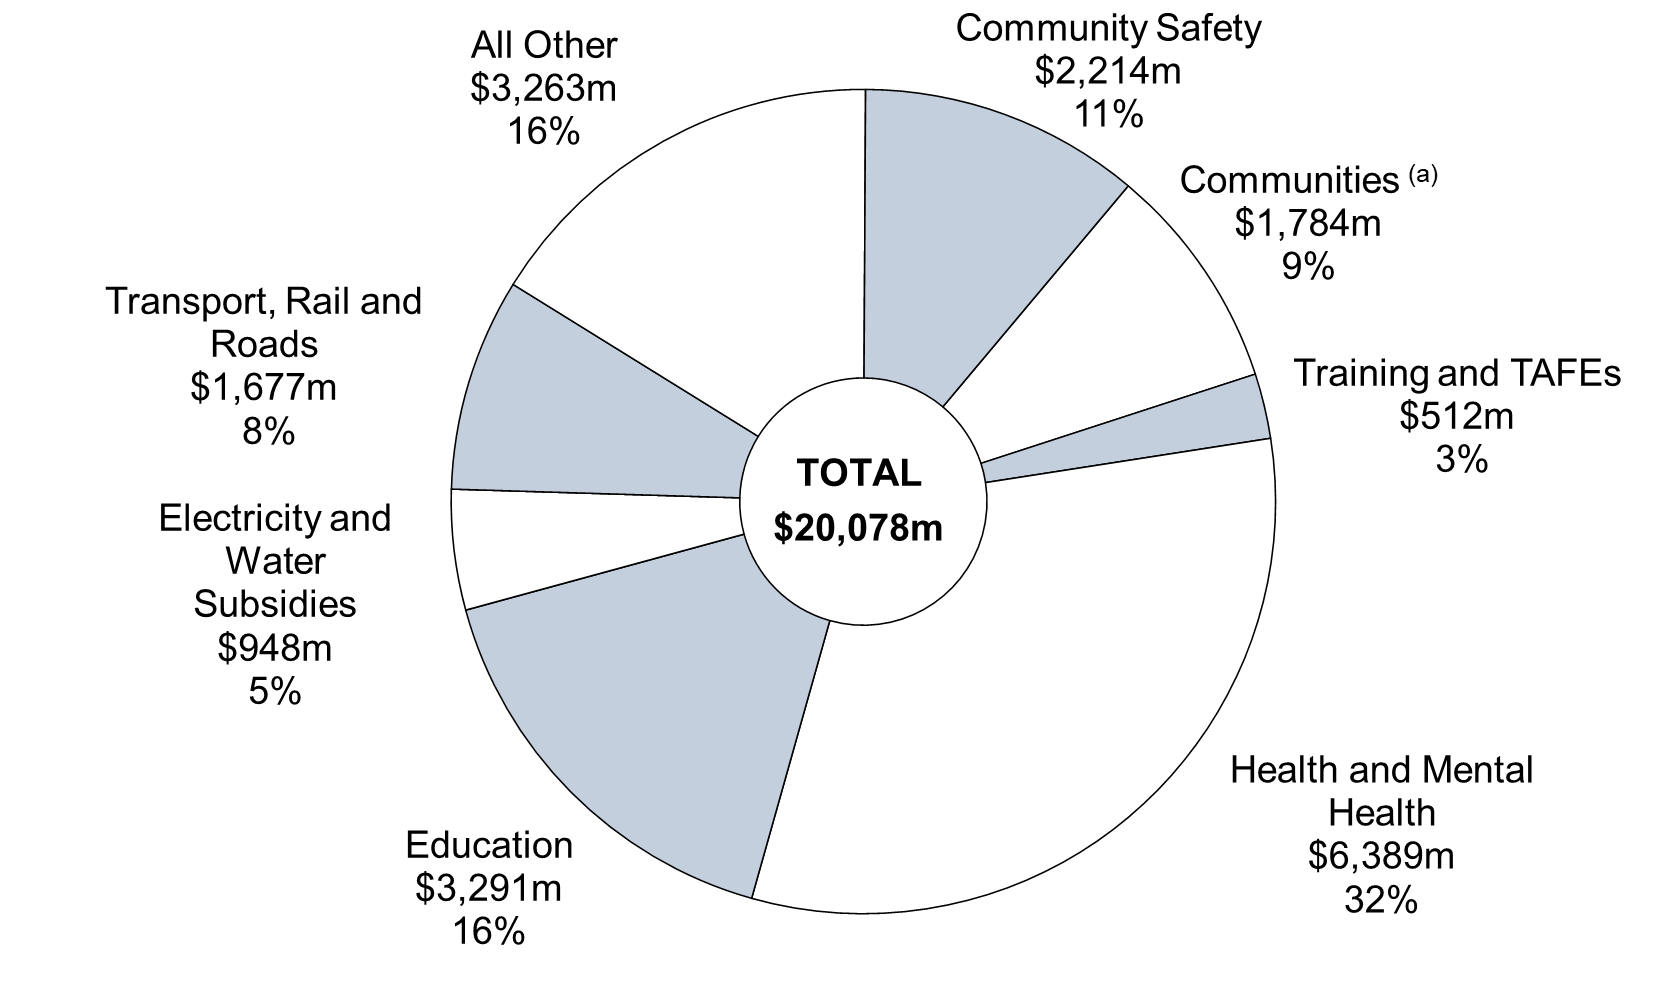 All Other
$3,263m
16%
Community Safety
$2,214m
11%
Communities (a)
$1,784m
9%
Training and TAFEs
$512m
3%
Health and Mental
Health
$6,389m
32%
Education
$3,291m
16%
Electricity and
Water
Subsidies
$948m
5%
Transport, Rail and
Roads
$1,677m
8%
TOTAL
$20,078m